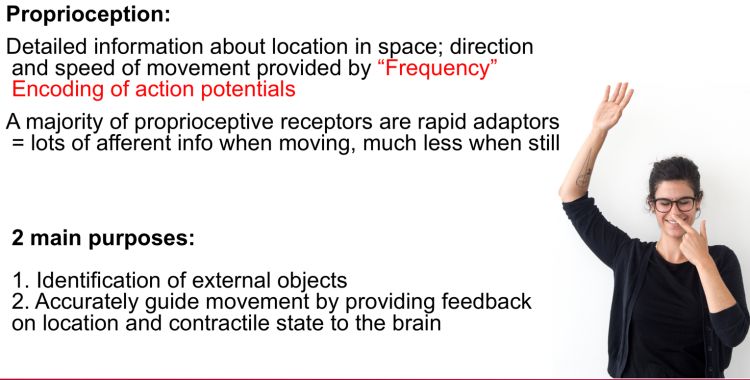 Proprioception:
Detailed information about location in space; direction
and speed of movement provided by “Frequency”
Encoding of action potentials
A majority of proprioceptive receptors are rapid adaptors
= lots of afferent info when moving, much less when still
2 main purposes:
1. Identification of external objects
2. Accurately guide movement by providing feedback
on location and contractile state to the brain